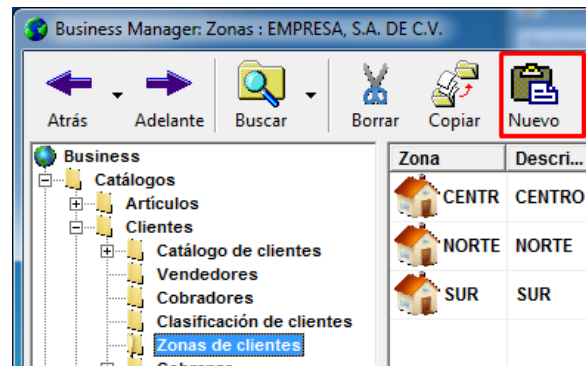 Business Manager: Zonas : EMPRESA, S.A. DE C.V.
Atrás Adelante Buscar Borrar Copiar Nuevo
Business
Catálogos
Articulos
Clientes
Catálogo de clientes
Vendedores
Cobradores
Clasificación de clientes
Zonas de clientes
Zona Descri...
CENTR CENTRO
NORTE NORTE
SUR SUR